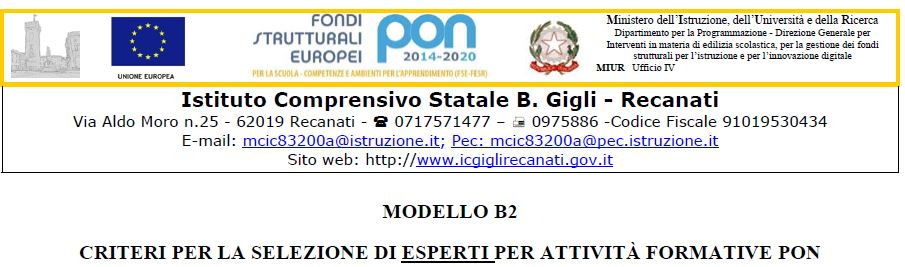 FONDI
STRUTTURALI
EUROPEI
pon
2014-2020
PER LA SCUOLA - COMPETENZE E AMBIENTI PER L'APPRENDIMENTO (FSE-FESR)
UNIONE EUROPEA
Ministero dell'Istruzione, dell'Università e della Ricerca
Dipartimento per la Programmazione - Direzione Generale per
Interventi in materia di edilizia scolastica, per la gestione dei fondi
strutturali per l'istruzione e per l'innovazione digitale
MIUR Ufficio IV
Istituto Comprensivo Statale B. Gigli - Recanati
Via Aldo Moro n.25 - 62019 Recanati - ☎ 0717571477 – 📠 0975886 -Codice Fiscale 91019530434
E-mail: mcic83200a@istruzione.it; Pec: mcic83200a@pec.istruzione.it
Sito web: http://www.icgiglirecanati.gov.it
MODELLO B2
CRITERI PER LA SELEZIONE DI ESPERTI PER ATTIVITÀ FORMATIVE PON